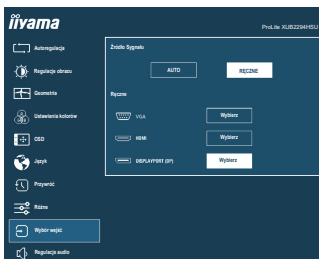 iiyama
ProLite XUB2294HSU
Autoregulacja
Źródło Sygnału
AUTO
RĘCZNE
Regulacje obrazu
Geometria
Ręczne
Ustawienia kolorów
VGA
Wybierz
OSD
HDMI
Wybierz
Język
DISPLAYPORT (DP)
Wybierz
Przywróć
Różne
Wybór wejść
Regulacja audio